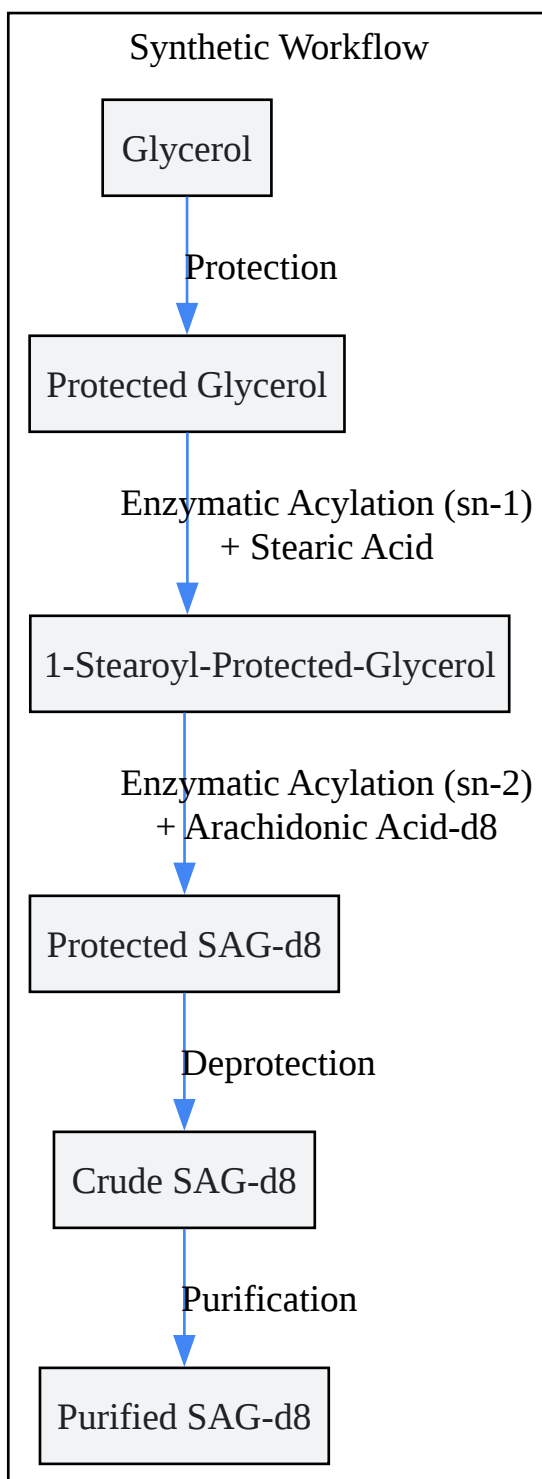 Synthetic Workflow
Glycerol
Protection
Protected Glycerol
Enzymatic Acylation (sn-1)
+ Stearic Acid
1-Stearoyl-Protected-Glycerol
Enzymatic Acylation (sn-2)
+ Arachidonic Acid-d8
Protected SAG-d8
Deprotection
Crude SAG-d8
Purification
Purified SAG-d8